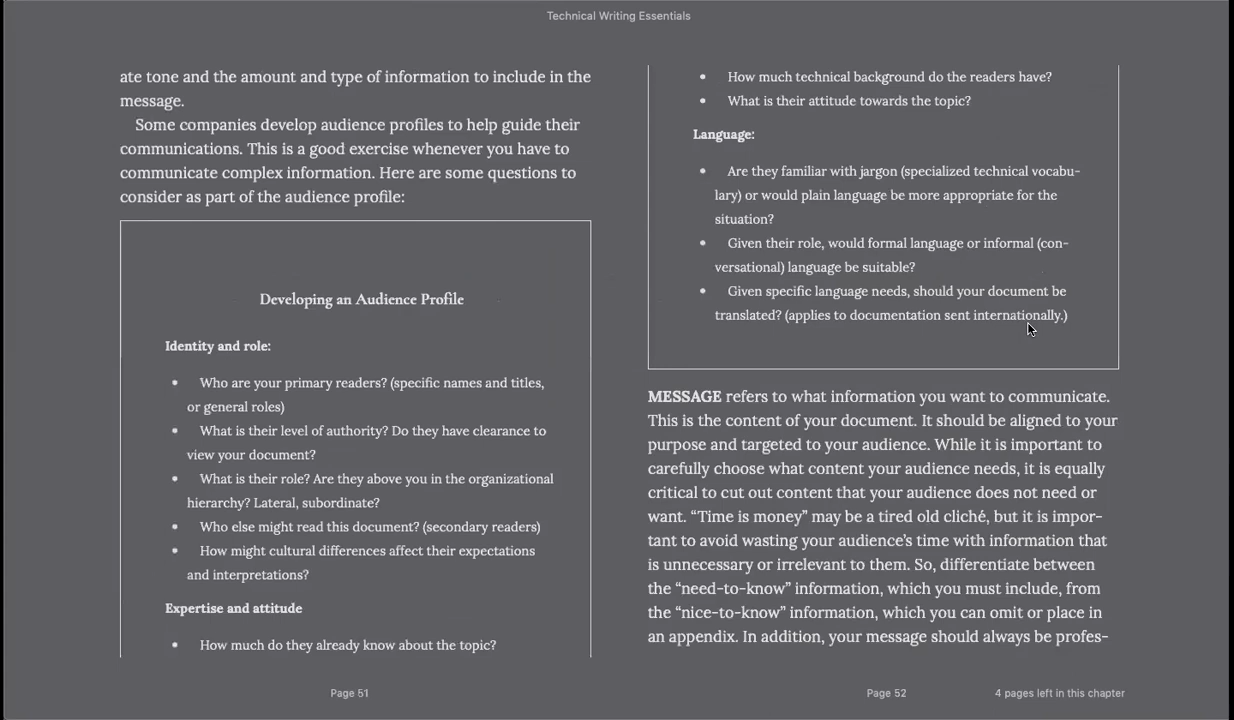 Technical Writing Essentials
ate tone and the amount and type of information to include in the
message.
Some companies develop audience profiles to help guide their
communications. This is a good exercise whenever you have to
communicate complex information. Here are some questions to
consider as part of the audience profile:
Developing an Audience Profile
Identity and role:
• Who are your primary readers? (specific names and titles,
or general roles)
• What is their level of authority? Do they have clearance to
view your document?
• What is their role? Are they above you in the organizational
hierarchy? Lateral, subordinate?
• Who else might read this document? (secondary readers)
• How might cultural differences affect their expectations
and interpretations?
Expertise and attitude
• How much do they already know about the topic?
• How much technical background do the readers have?
• What is their attitude towards the topic?
Language:
• Are they familiar with jargon (specialized technical vocabu-
lary) or would plain language be more appropriate for the
situation?
• Given their role, would formal language or informal (con-
versational) language be suitable?
• Given specific language needs, should your document be
translated? (applies to documentation sent internationally.)
MESSAGE refers to what information you want to communicate.
This is the content of your document. It should be aligned to your
purpose and targeted to your audience. While it is important to
carefully choose what content your audience needs, it is equally
critical to cut out content that your audience does not need or
want. “Time is money” may be a tired old cliché, but it is impor-
tant to avoid wasting your audience’s time with information that
is unnecessary or irrelevant to them. So, differentiate between
the “need-to-know” information, which you must include, from
the “nice-to-know” information, which you can omit or place in
an appendix. In addition, your message should always be profes-
Page 51
Page 52
4 pages left in this chapter